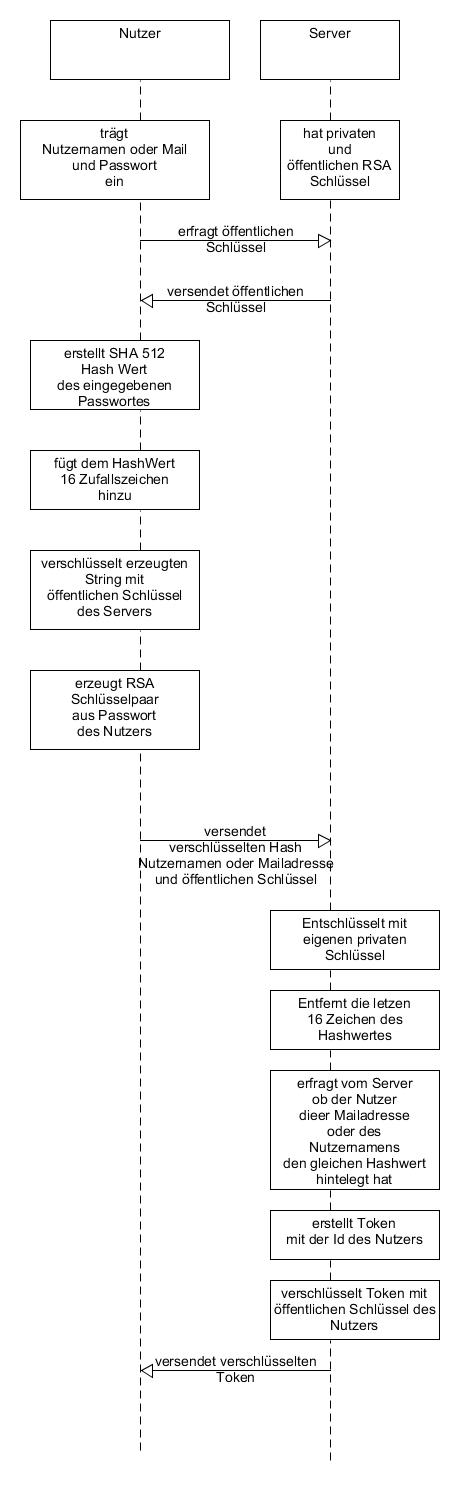 Nutzer
Server
trägt
Nutzernamen oder Mail
und Passwort
ein
hat privaten
und
öffentlichen RSA
Schlüssel
erfragt öffentlichen
Schlüssel
versendet öffentlichen
Schlüssel
erstellt SHA 512
Hash Wert
des eingegebenen
Passwortes
fügt dem HashWert
16 Zufallszeichen
hinzu
verschlüsselt erzeugten
String mit
öffentlichen Schlüssel
des Servers
erzeugt RSA
Schlüsselpaar
aus Passwort
des Nutzers
versendet
verschlüsselten Hash
Nutzernamen oder Mailadresse
und öffentlichen Schlüssel
Entschlüsselt mit
eigenen privaten
Schlüssel
Entfernt die letzen
16 Zeichen des
Hashwertes
erfragt vom Server
ob der Nutzer
dieer Mailadresse
oder des
Nutzernamens
den gleichen Hashwert
hintelegt hat
erstellt Token
mit der Id des Nutzers
verschlüsselt Token mit
öffentlichen Schlüssel des
Nutzers
versendet verschlüsselten
Token